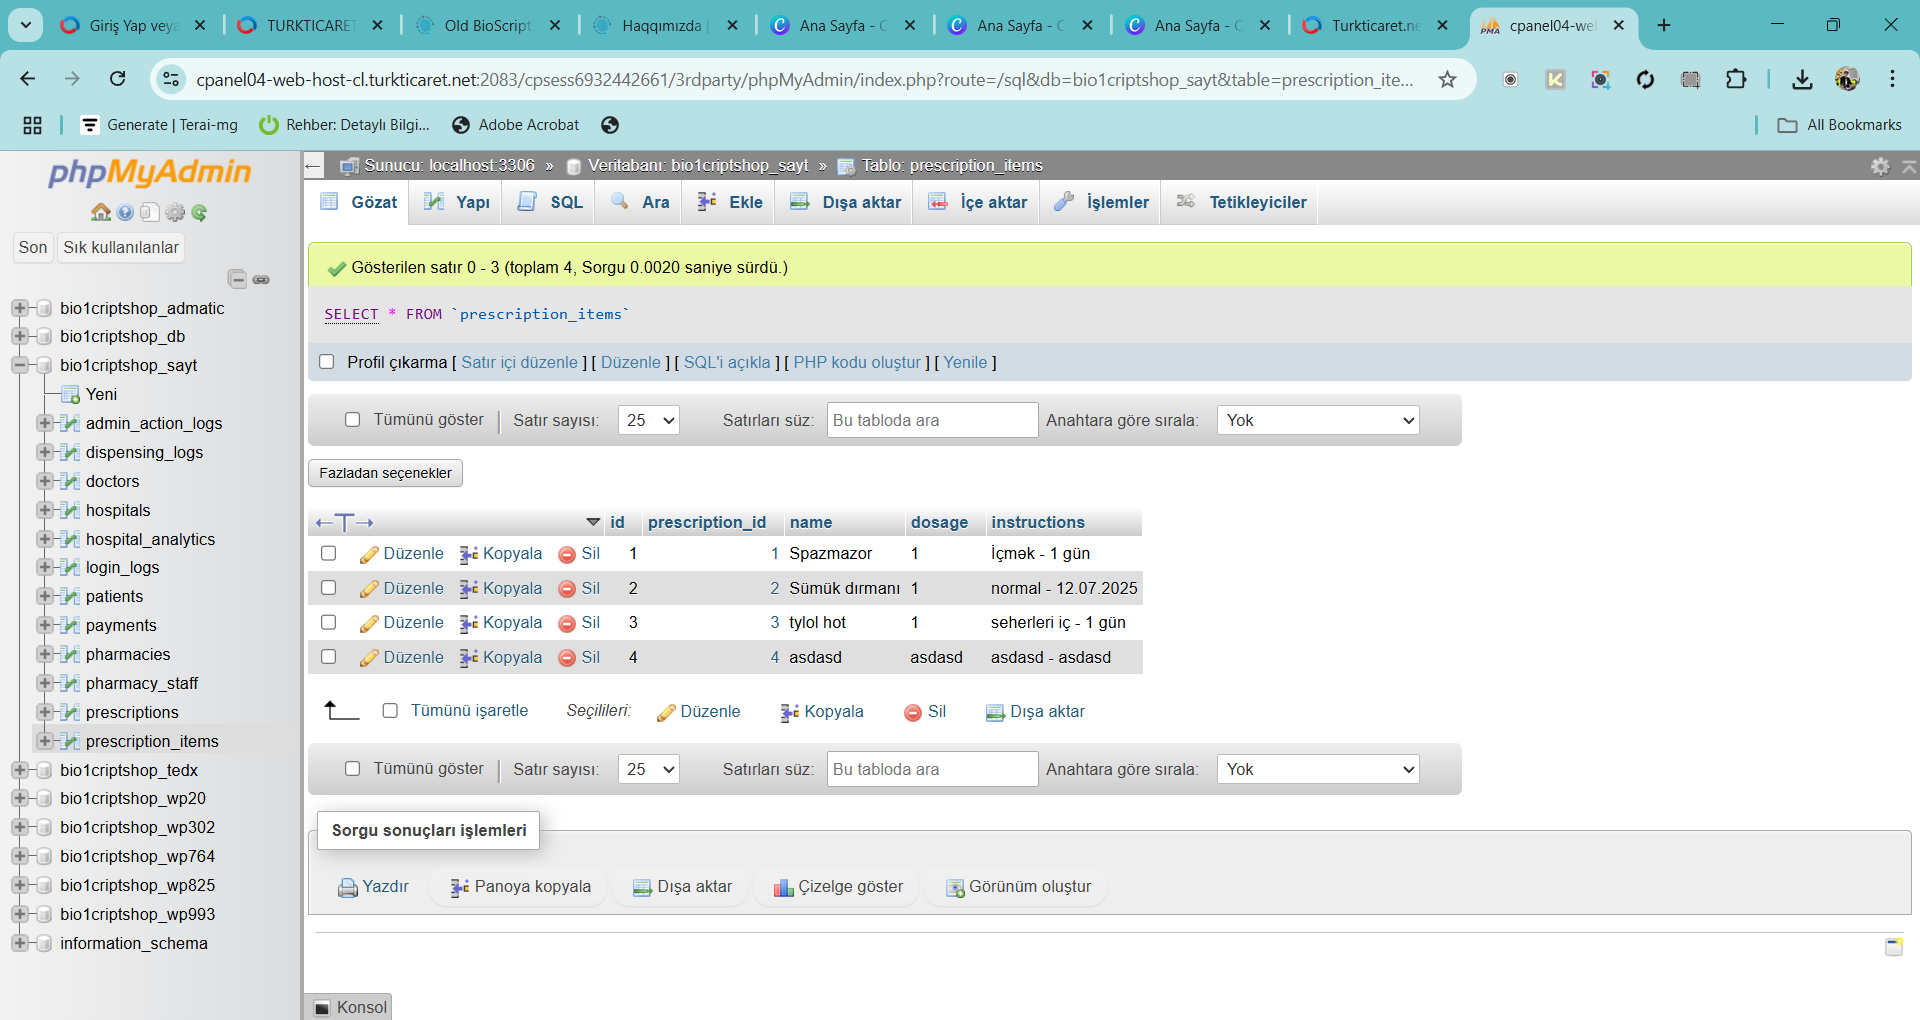 Giriş Yap veya
TURKTICARET
Old BioScript
Haqqımızda |
Ana Sayfa - C
Ana Sayfa - C
Ana Sayfa - C
Turkticaret.ne
cpanel04-web
cpanel04-web-host-cl.turkticaret.net:2083/cpsess6932442661/3rdparty/phpMyAdmin/index.php?route=/sql&db=bio1criptshop_sayt&table=prescription_ite...
Generate | Terai-mg
Rehber: Detaylı Bilgi...
Adobe Acrobat
All Bookmarks
phpMyAdmin
Son
Sık kullanılanlar
bio1criptshop_admatic
bio1criptshop_db
bio1criptshop_sayt
Yeni
admin_action_logs
dispensing_logs
doctors
hospitals
hospital_analytics
login_logs
patients
payments
pharmacies
pharmacy_staff
prescriptions
prescription_items
bio1criptshop_tedx
bio1criptshop_wp20
bio1criptshop_wp302
bio1criptshop_wp764
bio1criptshop_wp825
bio1criptshop_wp993
information_schema
Sunucu: localhost:3306 » Veritabanı: bio1criptshop_sayt » Tablo: prescription_items
Gözat Yapı SQL Ara Ekle Dışa aktar İçe aktar İşlemler Tetikleyiciler
Gösterilen satır 0 - 3 (toplam 4, Sorgu 0.0020 saniye sürdü.)
SELECT * FROM `prescription_items`
Profil çıkarma [ Satır içi düzenle ] [ Düzenle ] [ SQL'i açıkla ] [ PHP kodu oluştur ] [ Yenile ]
Tümünü göster | Satır sayısı: 25 Satırları süz: Bu tabloda ara Anahtara göre sırala: Yok
Fazladan seçenekler
id prescription_id name dosage instructions
Düzenle Kopyala Sil 1 1 Spazmazor 1 İçmək - 1 gün
Düzenle Kopyala Sil 2 2 Sümük dırmanı 1 normal - 12.07.2025
Düzenle Kopyala Sil 3 3 tylol hot 1 seherleri iç - 1 gün
Düzenle Kopyala Sil 4 4 asdasd asdasd asdasd - asdasd
Tümünü işaretle Seçilileri: Düzenle Kopyala Sil Dışa aktar
Tümünü göster | Satır sayısı: 25 Satırları süz: Bu tabloda ara Anahtara göre sırala: Yok
Sorgu sonuçları işlemleri
Yazdır Panoya kopyala Dışa aktar Çizelge göster Görünüm oluştur
Konsol